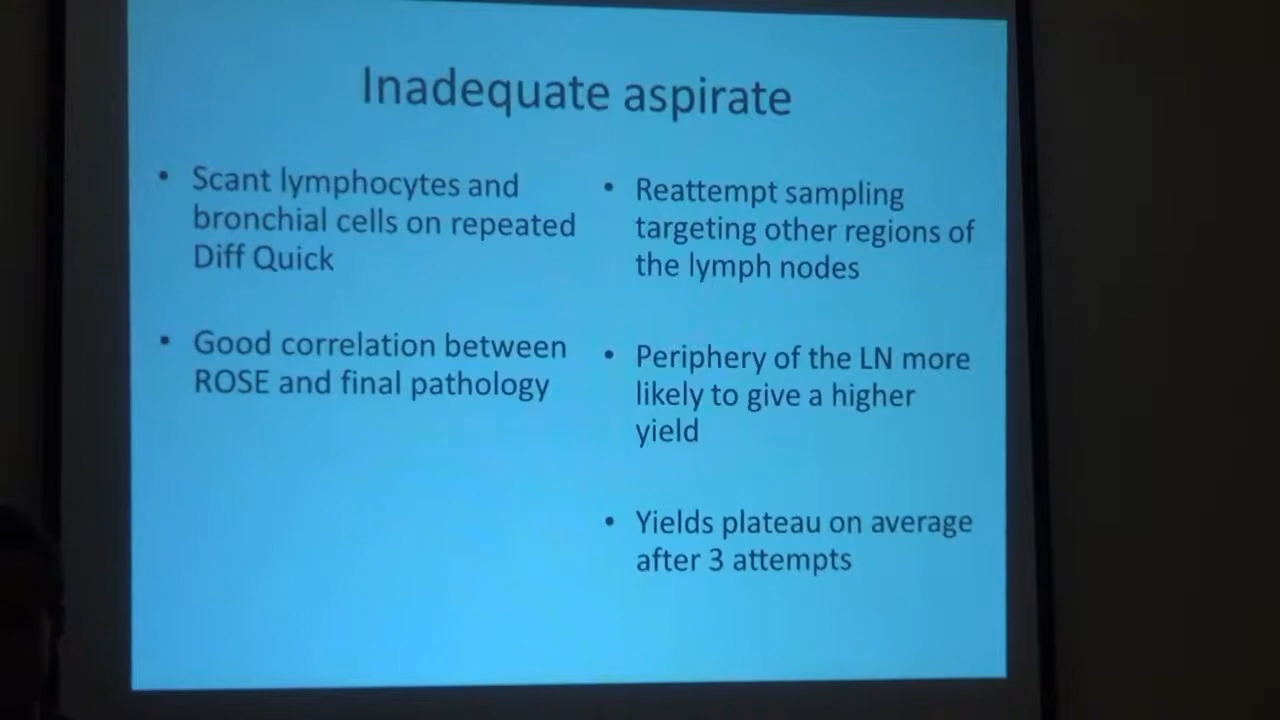 Inadequate aspirate
• Scant lymphocytes and
bronchial cells on repeated
Diff Quick
• Good correlation between
ROSE and final pathology
• Reattempt sampling
targeting other regions of
the lymph nodes
• Periphery of the LN more
likely to give a higher
yield
• Yields plateau on average
after 3 attempts